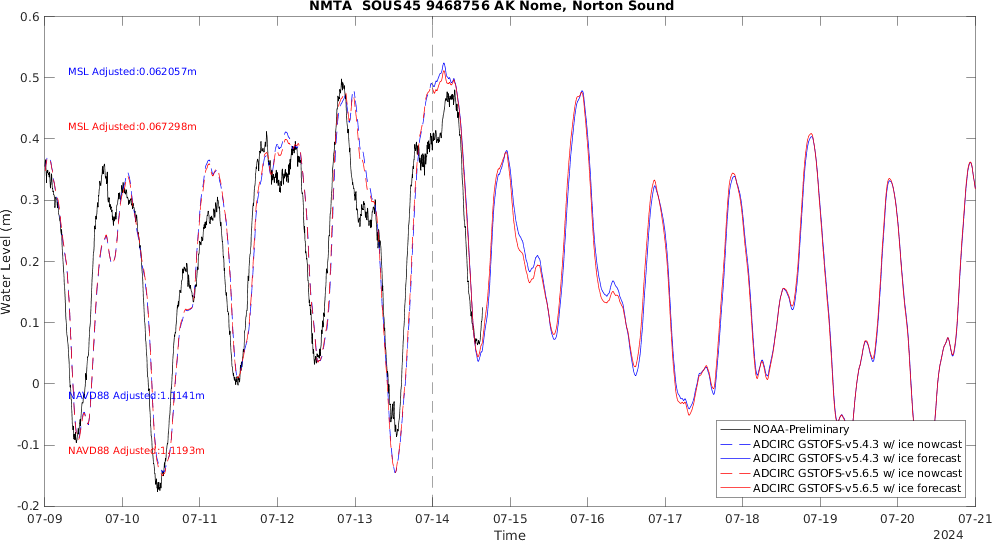 NMTA  SOUS45 9468756 AK Nome, Norton Sound
0.6
0.5
0.4
0.3
0.2
0.1
0
-0.1
-0.2
Water Level (m)
MSL Adjusted:0.062057m
MSL Adjusted:0.067298m
NAVD88 Adjusted:1.1141m
NAVD88 Adjusted:1.1193m
NOAA-Preliminary
ADCIRC GSTOFS-v5.4.3 w/ ice nowcast
ADCIRC GSTOFS-v5.4.3 w/ ice forecast
ADCIRC GSTOFS-v5.6.5 w/ ice nowcast
ADCIRC GSTOFS-v5.6.5 w/ ice forecast
07-09 07-10 07-11 07-12 07-13 07-14 07-15 07-16 07-17 07-18 07-19 07-20 07-21
Time
2024